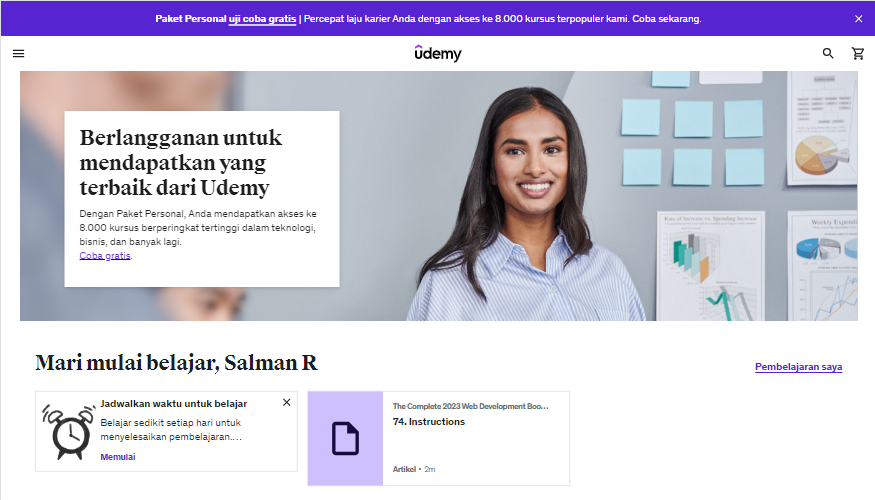 Paket Personal uji coba gratis | Percepat laju karier Anda dengan akses ke 8.000 kursus terpopuler kami. Coba sekarang.
udemy
Berlangganan untuk
mendapatkan yang
terbaik dari Udemy
Dengan Paket Personal, Anda mendapatkan akses ke
8.000 kursus berperingkat tertinggi dalam teknologi,
bisnis, dan banyak lagi.
Coba gratis.
Rate of Increase vs. Spending Increase
Weekly Expendi
Mari mulai belajar, Salman R
Pembelajaran saya
Jadwalkan waktu untuk belajar
Belajar sedikit setiap hari untuk
menyelesaikan pembelajaran....
Memulai
The Complete 2023 Web Development Boo...
74. Instructions
Artikel • 2m